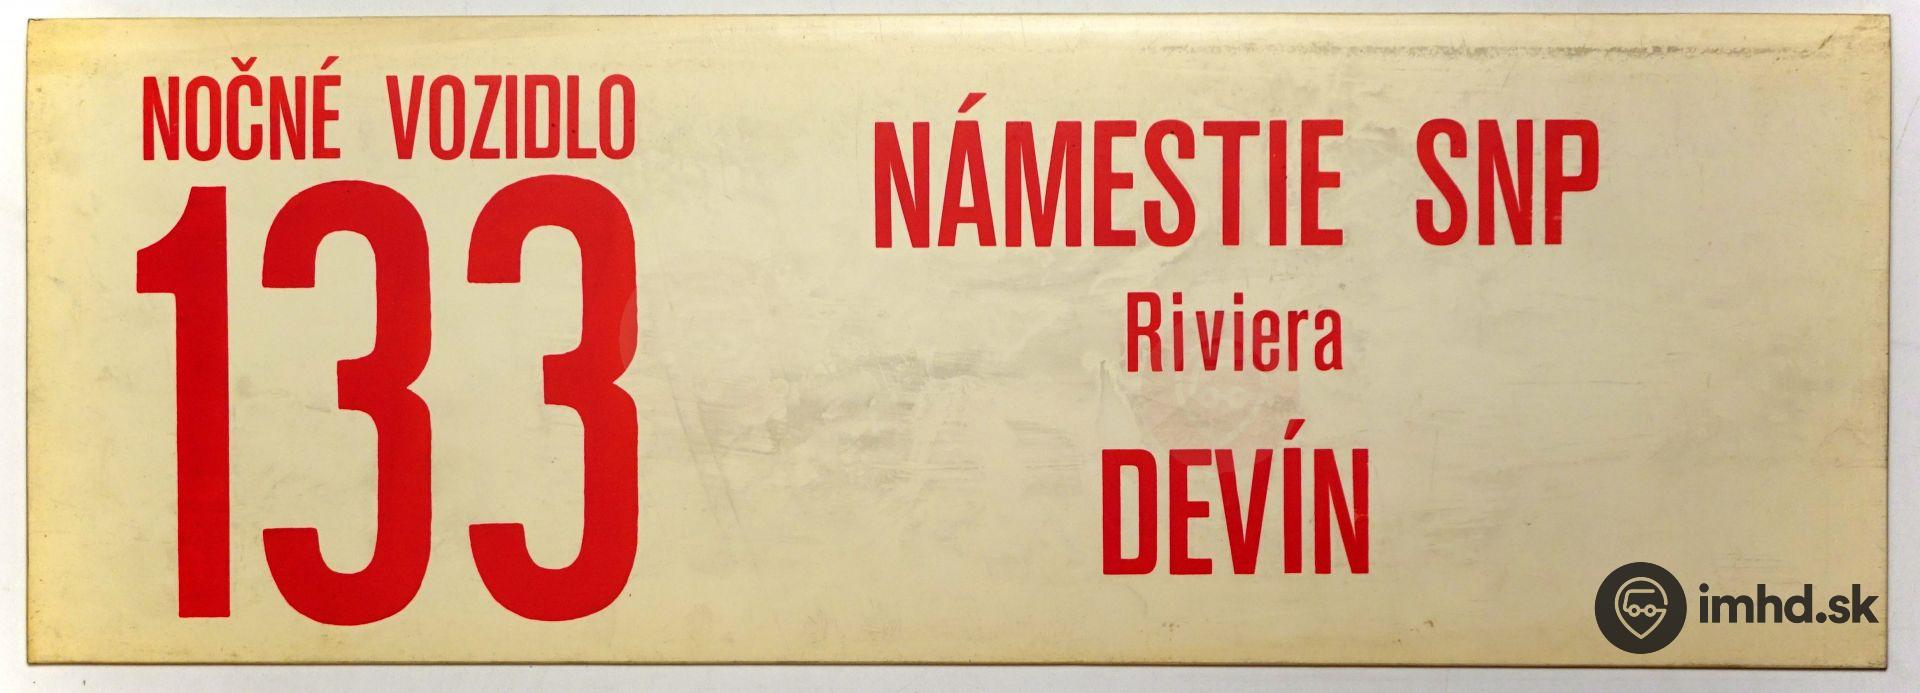 NOČNÉ VOZIDLO
133
NÁMESTIE SNP
Riviera
DEVÍN
imhd.sk